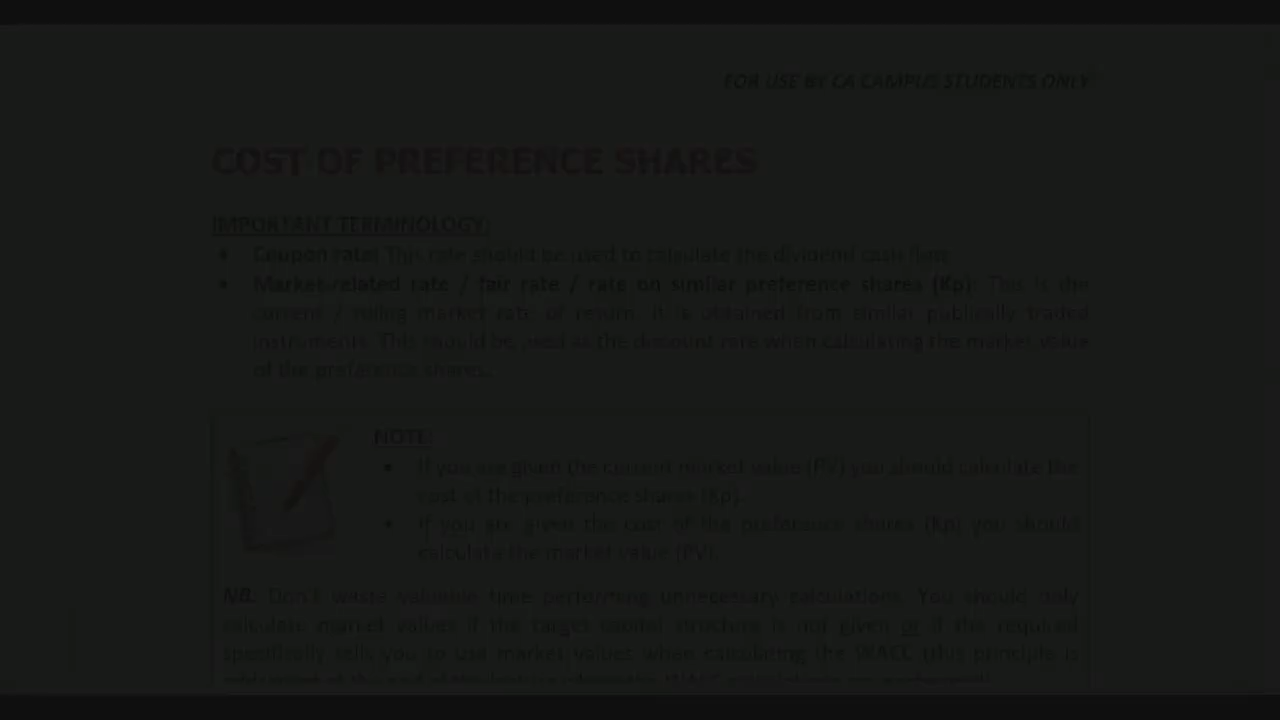 FOR USE BY CA CAMPUS STUDENTS ONLY
COST OF PREFERENCE SHARES
IMPORTANT TERMINOLOGY:
• Coupon rate: This rate should be used to calculate the dividend cash flow.
• Market-related rate / fair rate / rate on similar preference shares (Kp): This is the
current / ruling market rate of return. It is obtained from similar publically traded
instruments. This should be used as the discount rate when calculating the market value
of the preference shares.
NOTE:
• If you are given the current market value (PV) you should calculate the
cost of the preference shares (Kp).
• If you are given the cost of the preference shares (Kp) you should
calculate the market value (PV).
NB. Don't waste valuable time performing unnecessary calculations. You should only
calculate market values if the target capital structure is not given or if the required
specifically tells you to use market values when calculating the WACC (this principle is